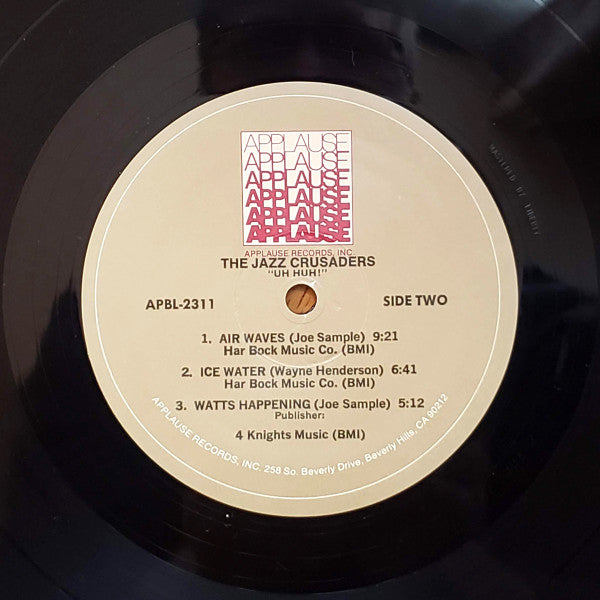 APPLAUSE
APPLAUSE
APPLAUSE
APPLAUSE
APPLAUSE
APPLAUSE
APPLAUSE RECORDS, INC.
THE JAZZ CRUSADERS
"UH HUH!"
APBL-2311 SIDE TWO
1. AIR WAVES (Joe Sample) 9:21
Har Bock Music Co. (BMI)
2. ICE WATER (Wayne Henderson) 6:41
Har Bock Music Co. (BMI)
3. WATTS HAPPENING (Joe Sample) 5:12
Publisher:
4 Knights Music (BMI)
APPLAUSE RECORDS, INC. 258 So. Beverly Drive, Beverly Hills, CA 90212
MASTERED BY LIBERTY